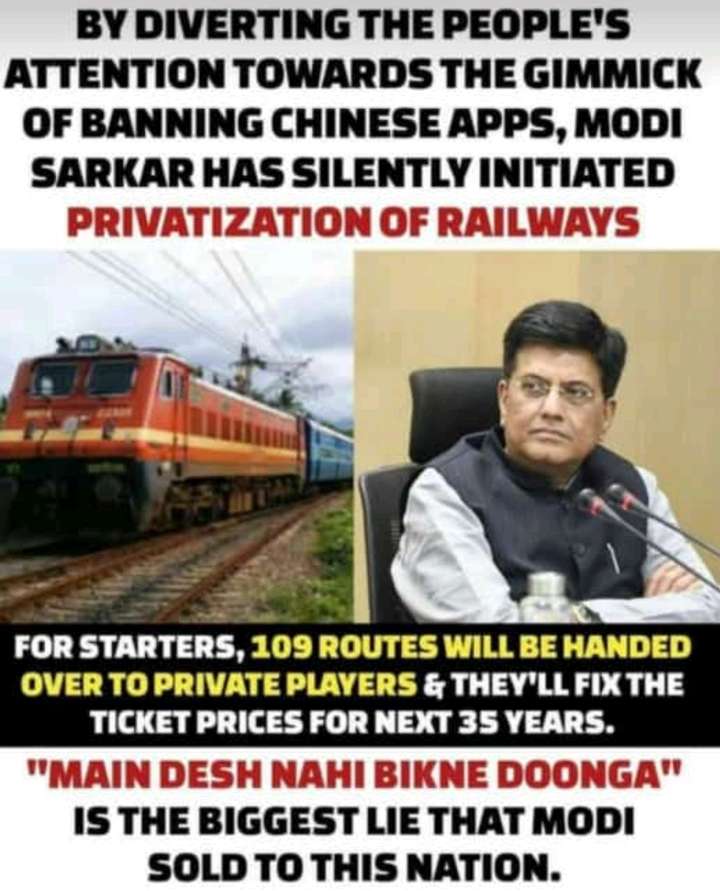 BY DIVERTING THE PEOPLE'S
ATTENTION TOWARDS THE GIMMICK
OF BANNING CHINESE APPS, MODI
SARKAR HAS SILENTLY INITIATED
PRIVATIZATION OF RAILWAYS
FOR STARTERS, 109 ROUTES WILL BE HANDED
OVER TO PRIVATE PLAYERS & THEY'LL FIX THE
TICKET PRICES FOR NEXT 35 YEARS.
"MAIN DESH NAHI BIKNE DOONGA"
IS THE BIGGEST LIE THAT MODI
SOLD TO THIS NATION.